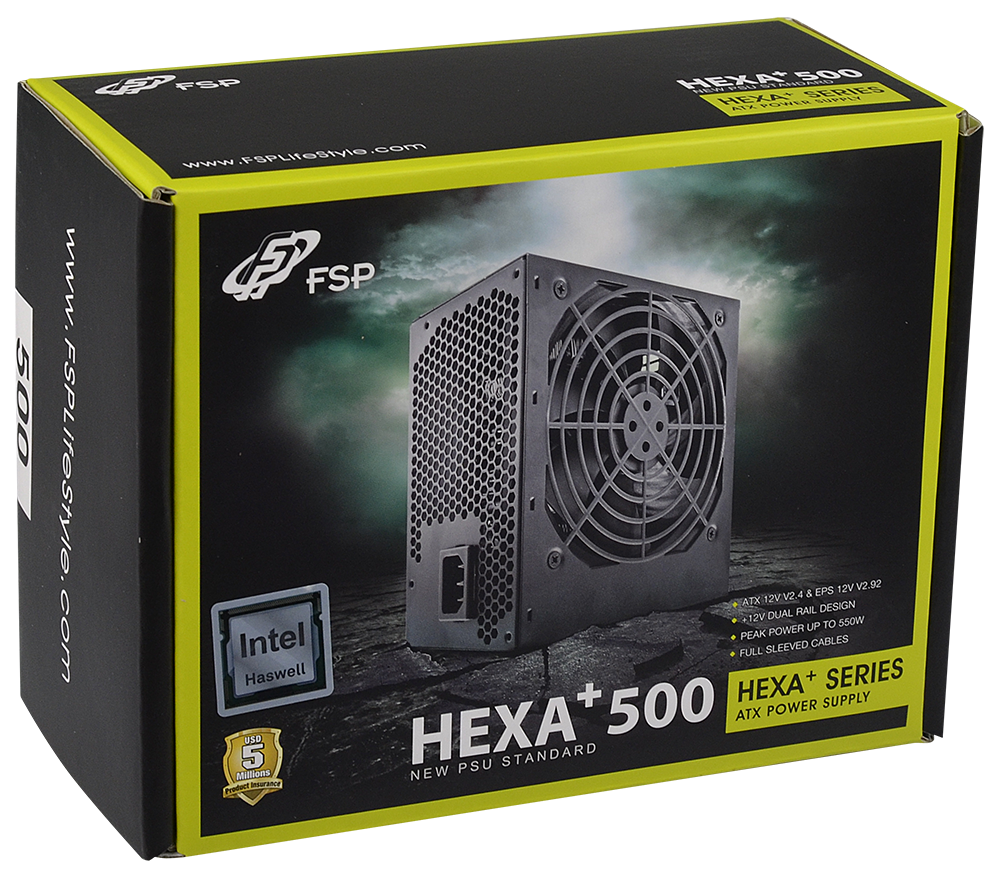 FSP
HEXA+ 500
NEW PSU STANDARD
HEXA+ SERIES
ATX POWER SUPPLY
www.FSPLifeStyle.com
www.FSPLifeStyle.com
500
FSP
ATX 12V V2.4 & EPS 12V V2.92
+12V DUAL RAIL DESIGN
PEAK POWER UP TO 550W
FULL SLEEVED CABLES
Intel
Haswell
USD
5
Millions
Product Insurance
HEXA+ 500
NEW PSU STANDARD
HEXA+ SERIES
ATX POWER SUPPLY